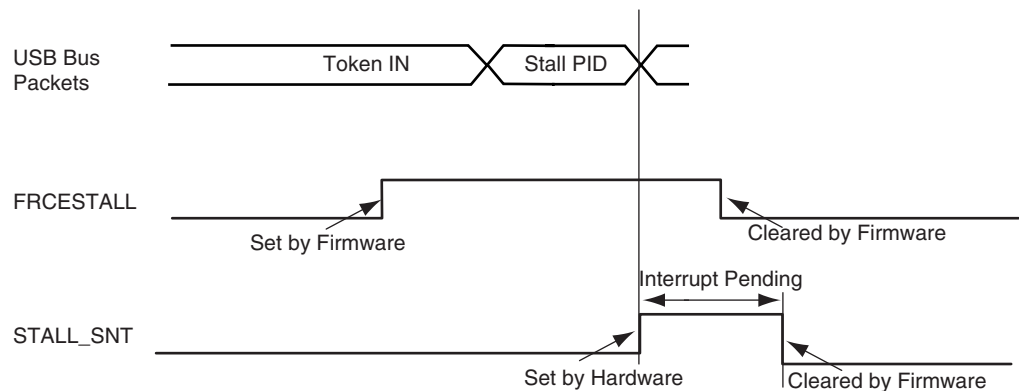 USB Bus
Packets
Token IN
Stall PID
FRCESTALL
Set by Firmware
Cleared by Firmware
Interrupt Pending
STALL_SNT
Set by Hardware
Cleared by Firmware